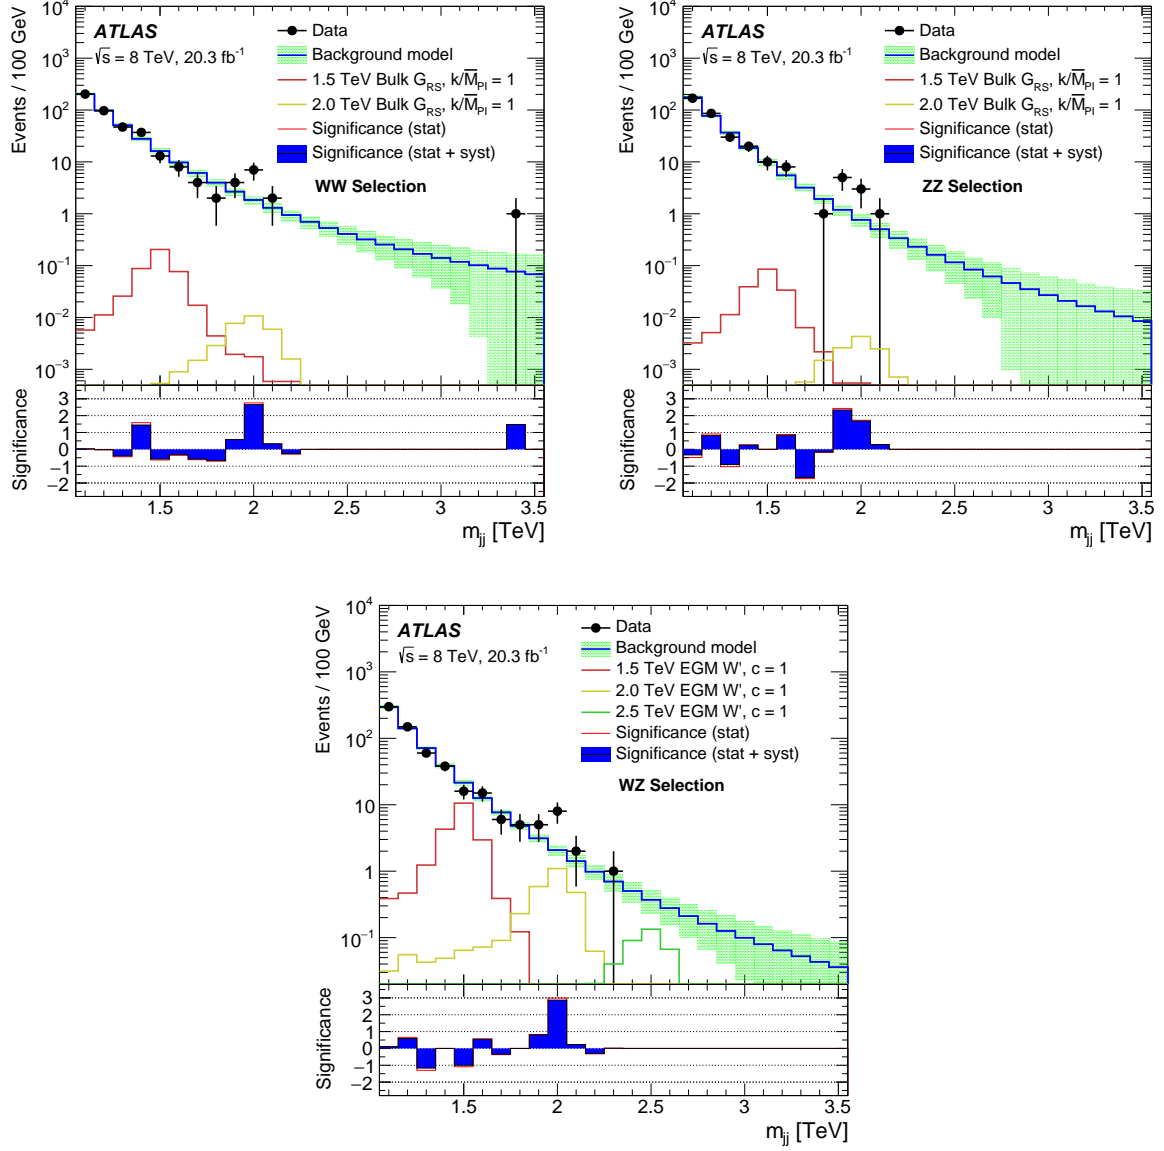 ATLAS
√s = 8 TeV, 20.3 fb⁻¹
Data
Background model
1.5 TeV Bulk G_RS, k/M̅_Pl = 1
2.0 TeV Bulk G_RS, k/M̅_Pl = 1
Significance (stat)
Significance (stat + syst)
WW Selection
Events / 100 GeV
10⁴
10³
10²
10
1
10⁻¹
10⁻²
10⁻³
Significance
3
2
1
0
−1
−2
1.5 2 2.5 3 3.5
m_jj [TeV]
ATLAS
√s = 8 TeV, 20.3 fb⁻¹
Data
Background model
1.5 TeV Bulk G_RS, k/M̅_Pl = 1
2.0 TeV Bulk G_RS, k/M̅_Pl = 1
Significance (stat)
Significance (stat + syst)
ZZ Selection
Events / 100 GeV
10⁴
10³
10²
10
1
10⁻¹
10⁻²
10⁻³
Significance
3
2
1
0
−1
−2
1.5 2 2.5 3 3.5
m_jj [TeV]
ATLAS
√s = 8 TeV, 20.3 fb⁻¹
Data
Background model
1.5 TeV EGM W', c = 1
2.0 TeV EGM W', c = 1
2.5 TeV EGM W', c = 1
Significance (stat)
Significance (stat + syst)
WZ Selection
Events / 100 GeV
10⁴
10³
10²
10
1
10⁻¹
Significance
3
2
1
0
−1
−2
1.5 2 2.5 3 3.5
m_jj [TeV]